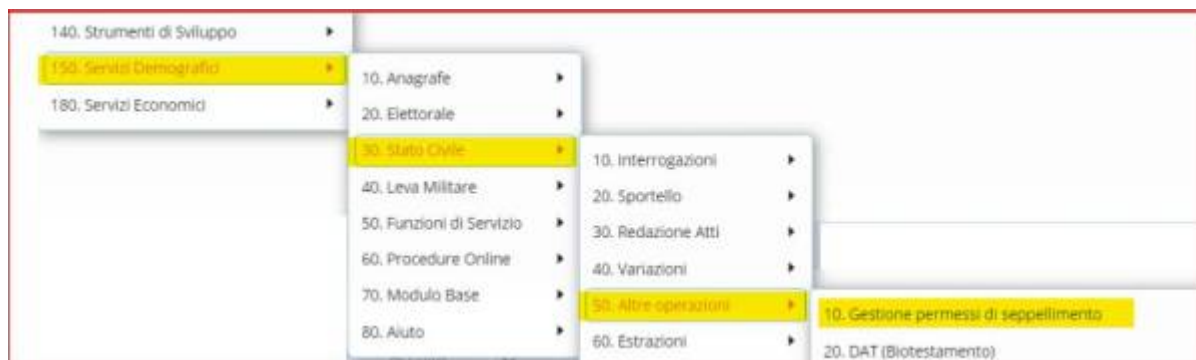 140. Strumenti di Sviluppo
150. Servizi Demografici
180. Servizi Economici
10. Anagrafe
20. Elettorale
30. Stato Civile
40. Leva Militare
50. Funzioni di Servizio
60. Procedure Online
70. Modulo Base
80. Aiuto
10. Interrogazioni
20. Sportello
30. Redazione Atti
40. Variazioni
50. Altre operazioni
60. Estrazioni
10. Gestione permessi di seppellimento
20. DAT (Biotestamento)